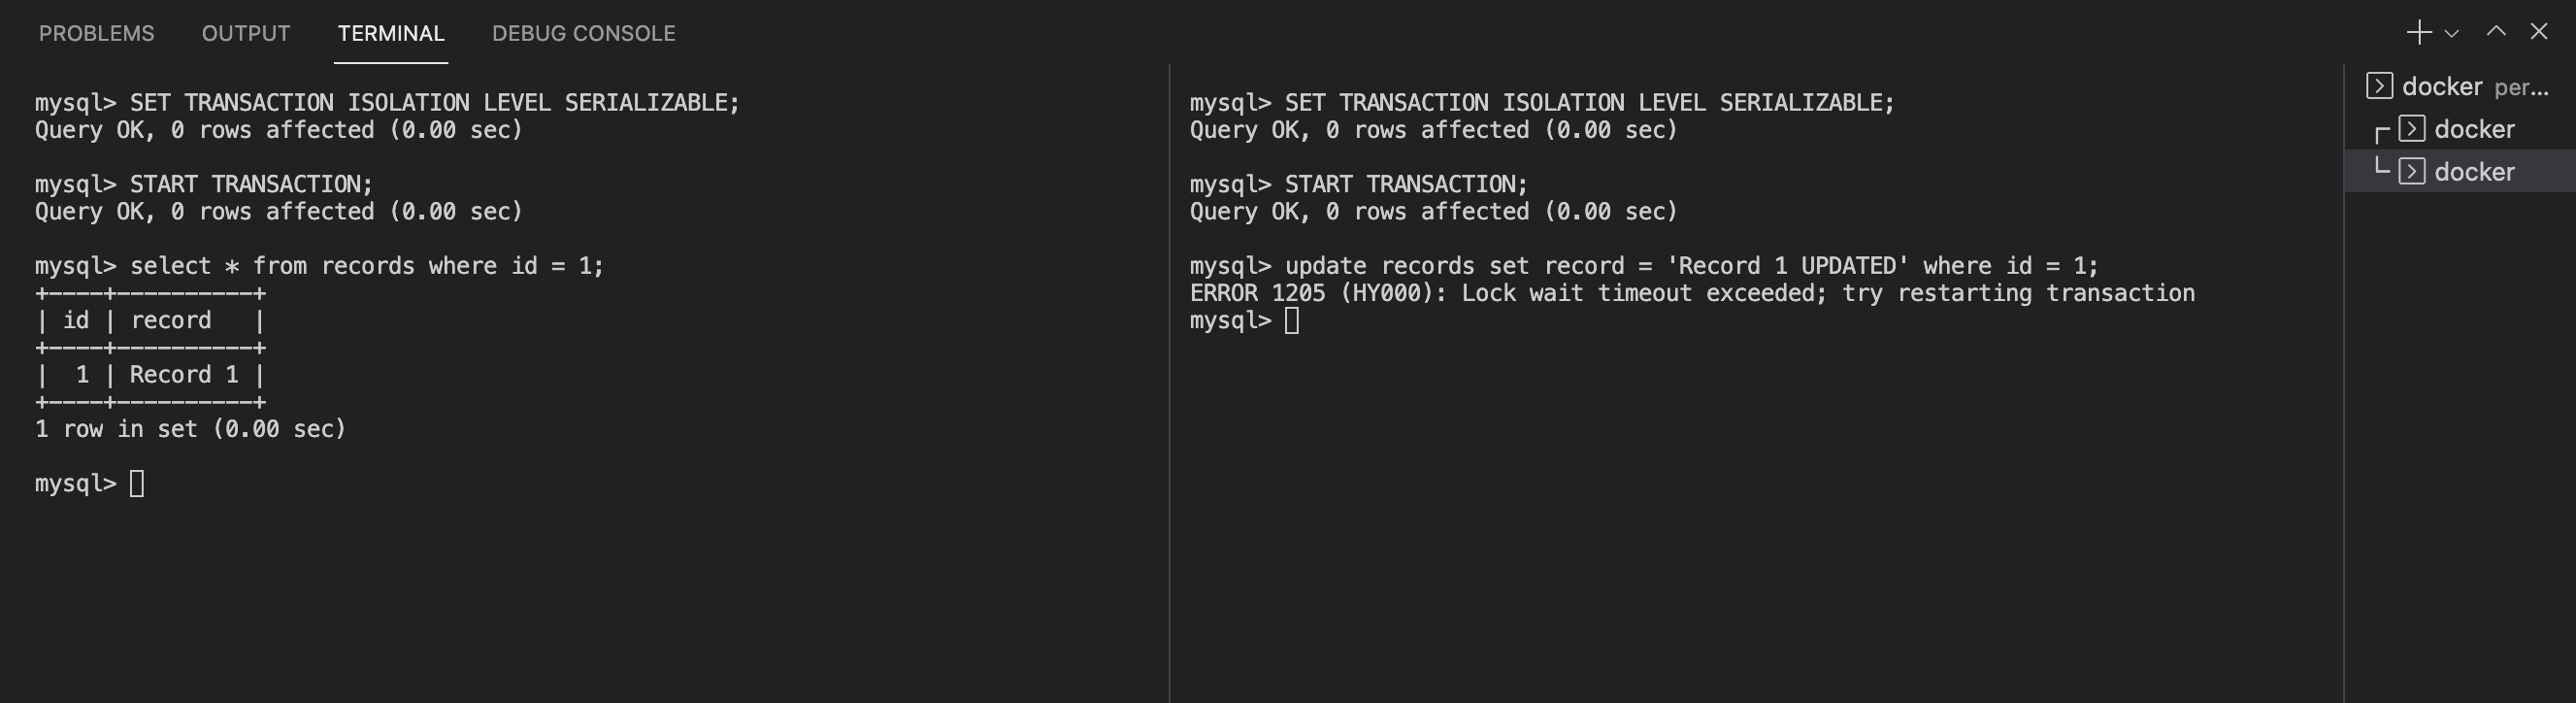 PROBLEMS OUTPUT TERMINAL DEBUG CONSOLE
mysql> SET TRANSACTION ISOLATION LEVEL SERIALIZABLE;
Query OK, 0 rows affected (0.00 sec)
mysql> START TRANSACTION;
Query OK, 0 rows affected (0.00 sec)
mysql> select * from records where id = 1;
+----+----------+
| id | record   |
+----+----------+
|  1 | Record 1 |
+----+----------+
1 row in set (0.00 sec)
mysql>
mysql> SET TRANSACTION ISOLATION LEVEL SERIALIZABLE;
Query OK, 0 rows affected (0.00 sec)
mysql> START TRANSACTION;
Query OK, 0 rows affected (0.00 sec)
mysql> update records set record = 'Record 1 UPDATED' where id = 1;
ERROR 1205 (HY000): Lock wait timeout exceeded; try restarting transaction
mysql>
docker per...
docker
docker